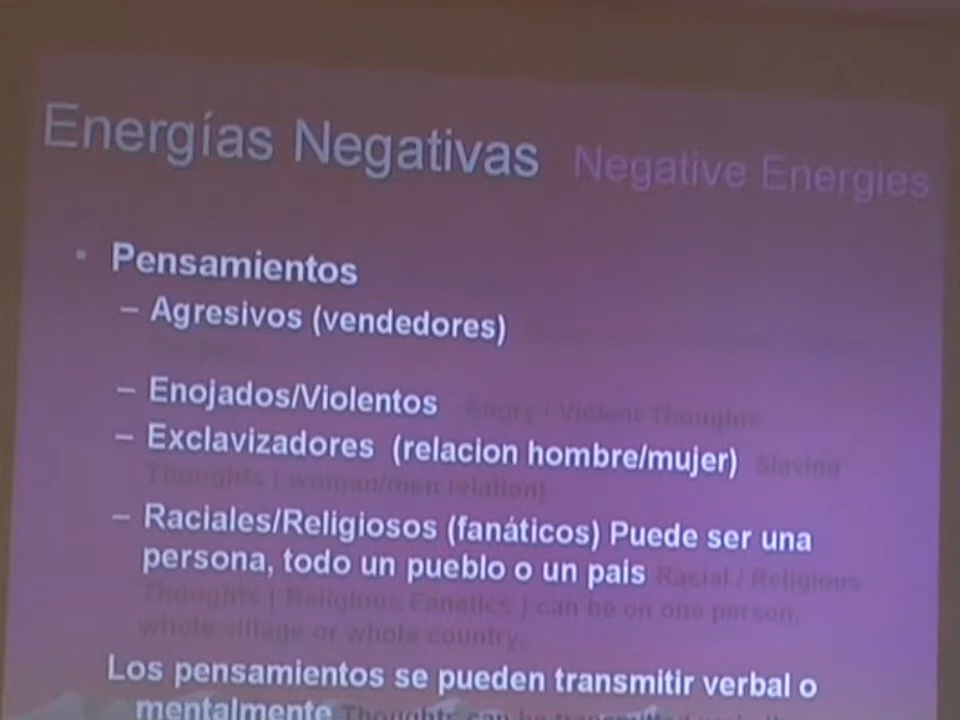 Energías Negativas Negative Energies
• Pensamientos
– Agresivos (vendedores)
– Enojados/Violentos Angry / Violent Thoughts
– Exclavizadores (relacion hombre/mujer) Slaving
Thoughts ( woman/men relation)
– Raciales/Religiosos (fanáticos) Puede ser una
persona, todo un pueblo o un pais Racial / Religious
Thoughts ( Religious Fanatics ) can be on one person,
whole village or whole country.
Los pensamientos se pueden transmitir verbal o
mentalmente Thoughts can be transmitted